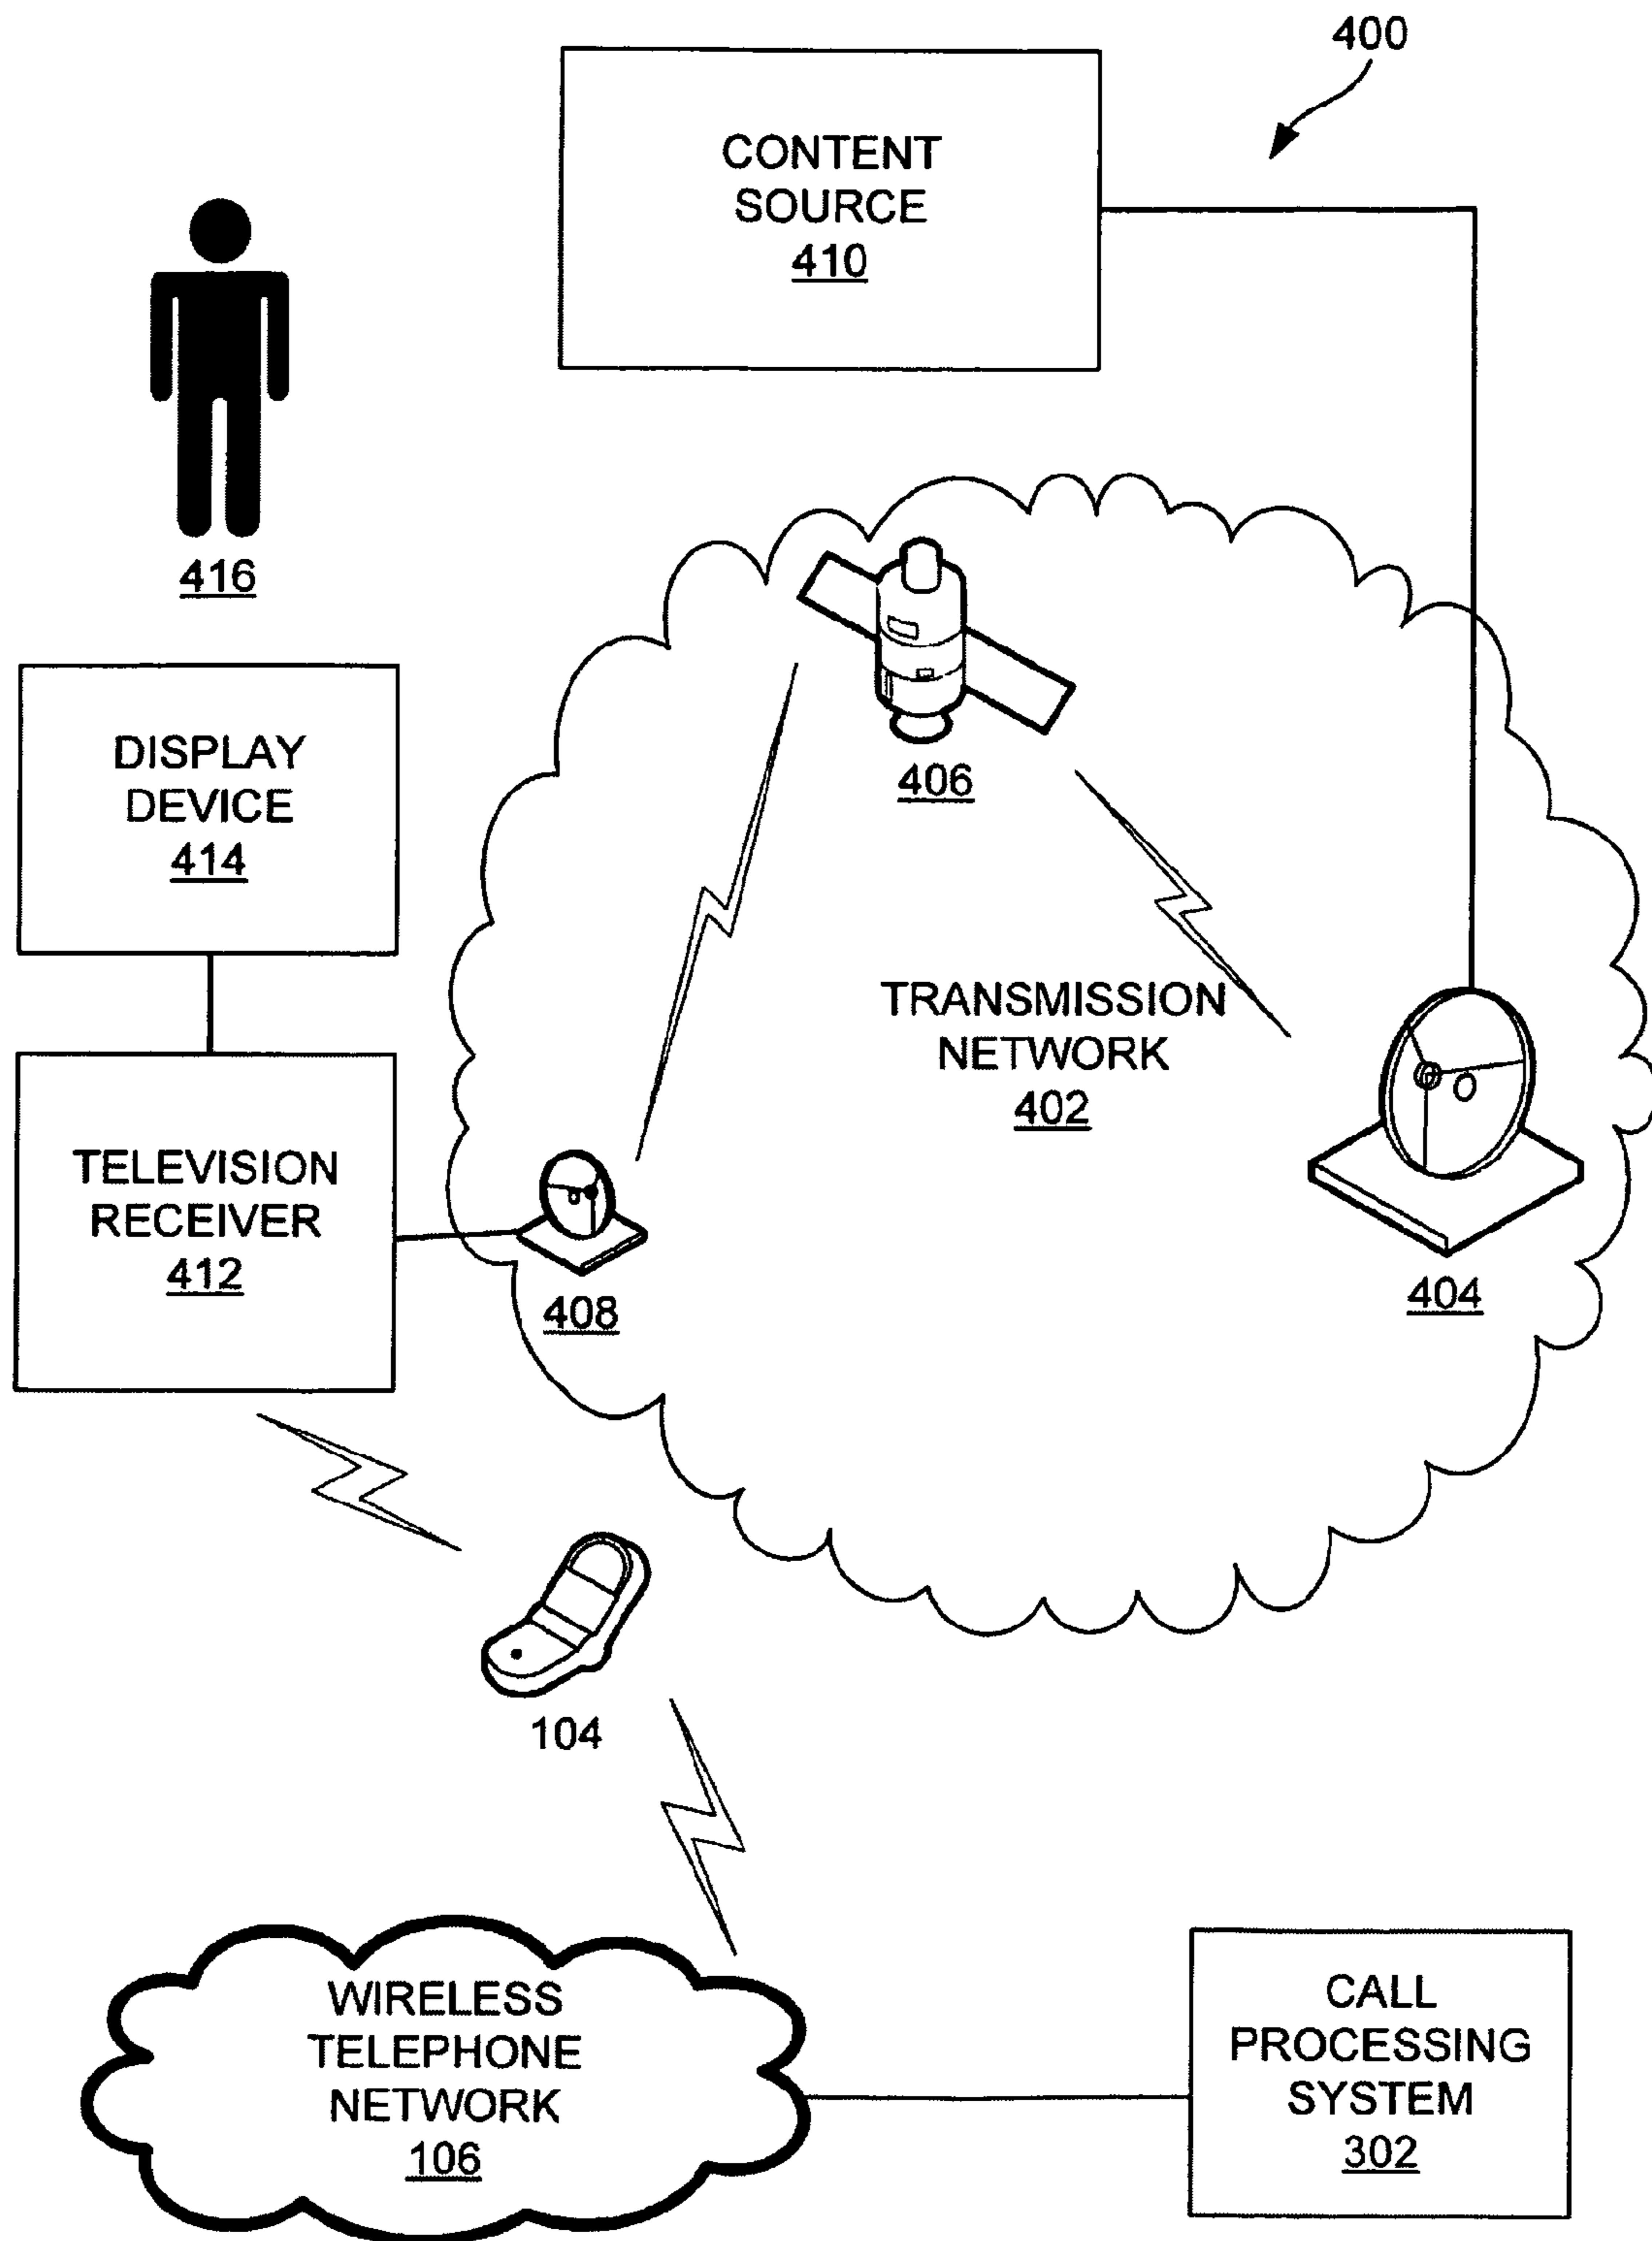 400
CONTENT
SOURCE
410
416
DISPLAY
DEVICE
414
406
TRANSMISSION
NETWORK
402
TELEVISION
RECEIVER
412
408
404
104
WIRELESS
TELEPHONE
NETWORK
106
CALL
PROCESSING
SYSTEM
302